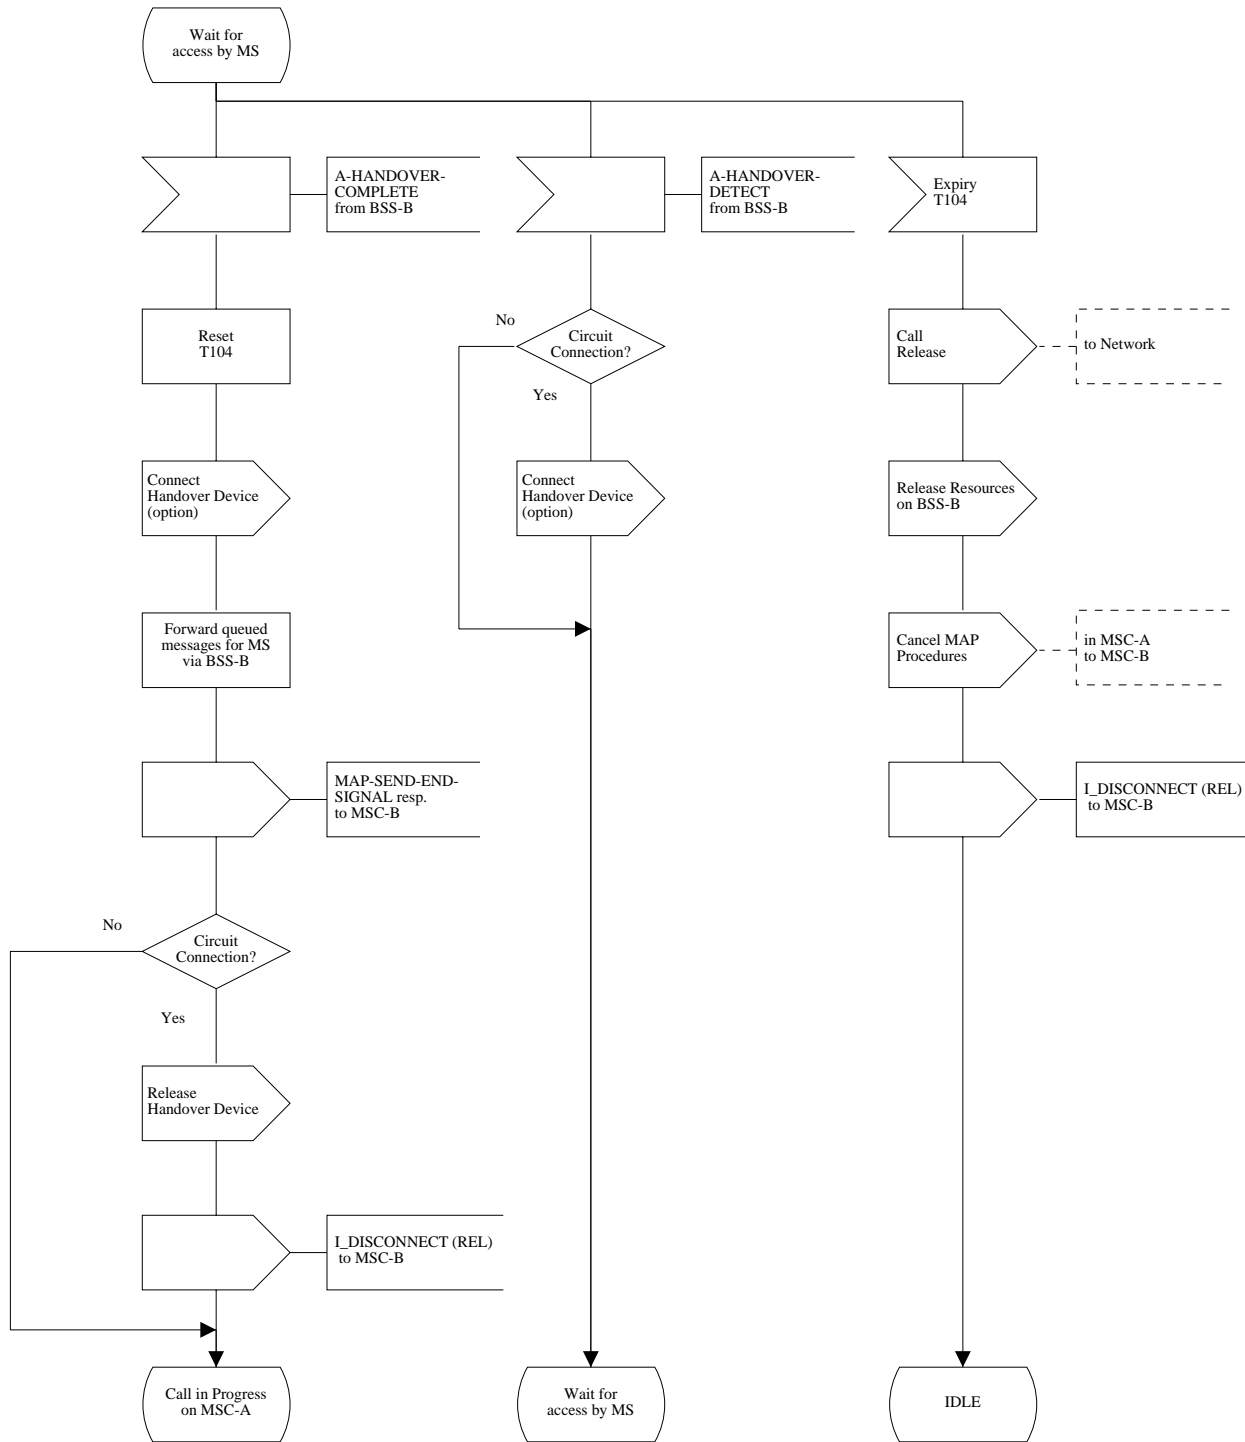 Wait for
access by MS
A-HANDOVER-
COMPLETE
from BSS-B
A-HANDOVER-
DETECT
from BSS-B
Expiry
T104
Reset
T104
No
Circuit
Connection?
Yes
Call
Release
to Network
Connect
Handover Device
(option)
Connect
Handover Device
(option)
Release Resources
on BSS-B
Forward queued
messages for MS
via BSS-B
Cancel MAP
Procedures
in MSC-A
to MSC-B
MAP-SEND-END-
SIGNAL resp.
to MSC-B
I_DISCONNECT (REL)
to MSC-B
No
Circuit
Connection?
Yes
Release
Handover Device
I_DISCONNECT (REL)
to MSC-B
Call in Progress
on MSC-A
Wait for
access by MS
IDLE